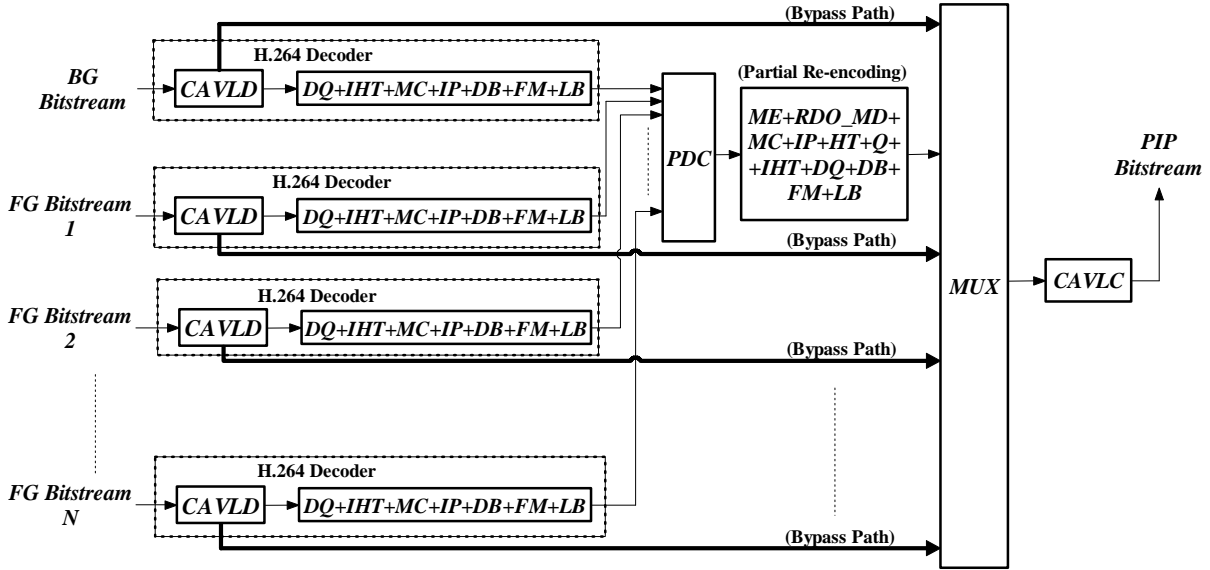 (Bypass Path)
H.264 Decoder
BG
Bitstream
CAVLD
DQ+IHT+MC+IP+DB+FM+LB
(Partial Re-encoding)
ME+RDO_MD+
MC+IP+HT+Q+
+IHT+DQ+DB+
FM+LB
PDC
PIP
Bitstream
H.264 Decoder
FG Bitstream
1
CAVLD
DQ+IHT+MC+IP+DB+FM+LB
(Bypass Path)
MUX
CAVLC
H.264 Decoder
FG Bitstream
2
CAVLD
DQ+IHT+MC+IP+DB+FM+LB
(Bypass Path)
H.264 Decoder
FG Bitstream
N
CAVLD
DQ+IHT+MC+IP+DB+FM+LB
(Bypass Path)